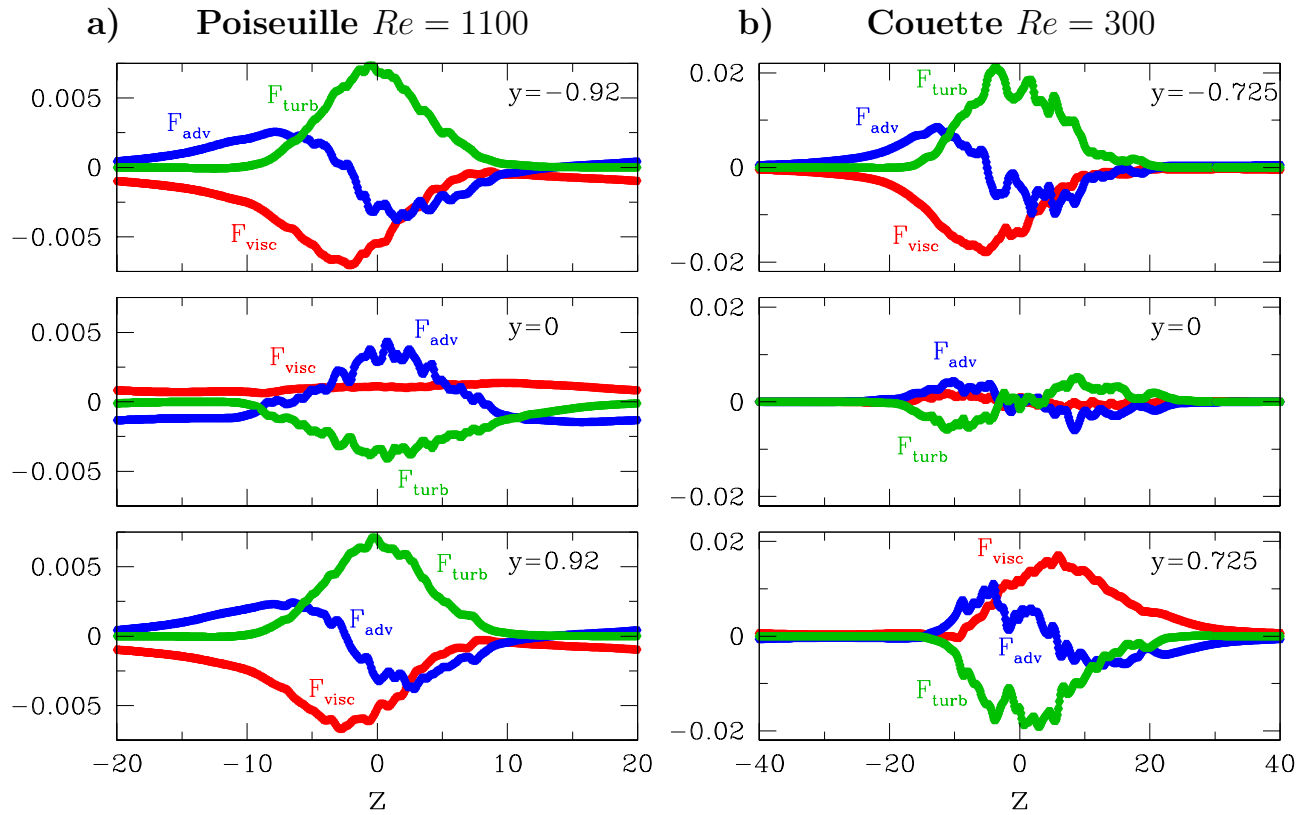 a) Poiseuille Re = 1100
b) Couette Re = 300
0.005
0
−0.005
F_turb
F_adv
F_visc
y=−0.92
0.02
0
−0.02
F_turb
F_adv
F_visc
y=−0.725
0.005
0
−0.005
F_visc
F_adv
F_turb
y=0
0.02
0
−0.02
F_adv
F_turb
y=0
0.005
0
−0.005
F_turb
F_adv
F_visc
y=0.92
−20 −10 0 10 20
Z
0.02
0
−0.02
F_visc
F_adv
F_turb
y=0.725
−40 −20 0 20 40
Z